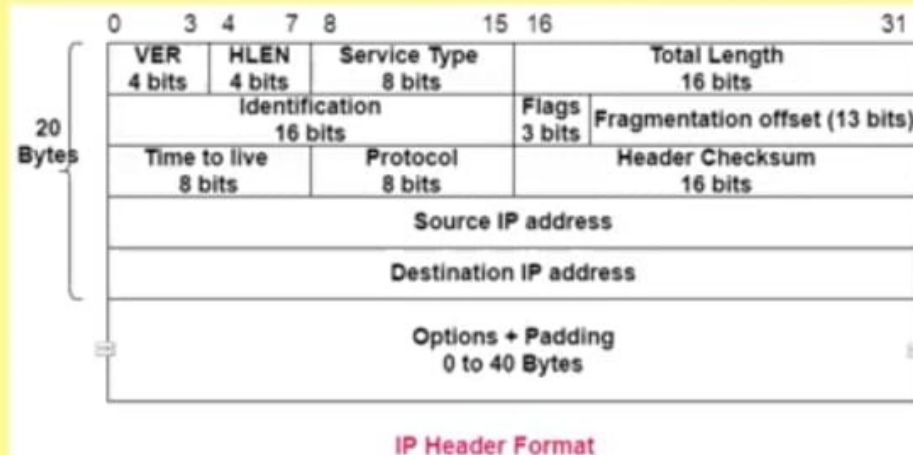 0 3 4 7 8 15 16 31
VER HLEN Service Type Total Length
4 bits 4 bits 8 bits 16 bits
Identification Flags Fragmentation offset (13 bits)
16 bits 3 bits
20
Bytes
Time to live Protocol Header Checksum
8 bits 8 bits 16 bits
Source IP address
Destination IP address
Options + Padding
0 to 40 Bytes
IP Header Format